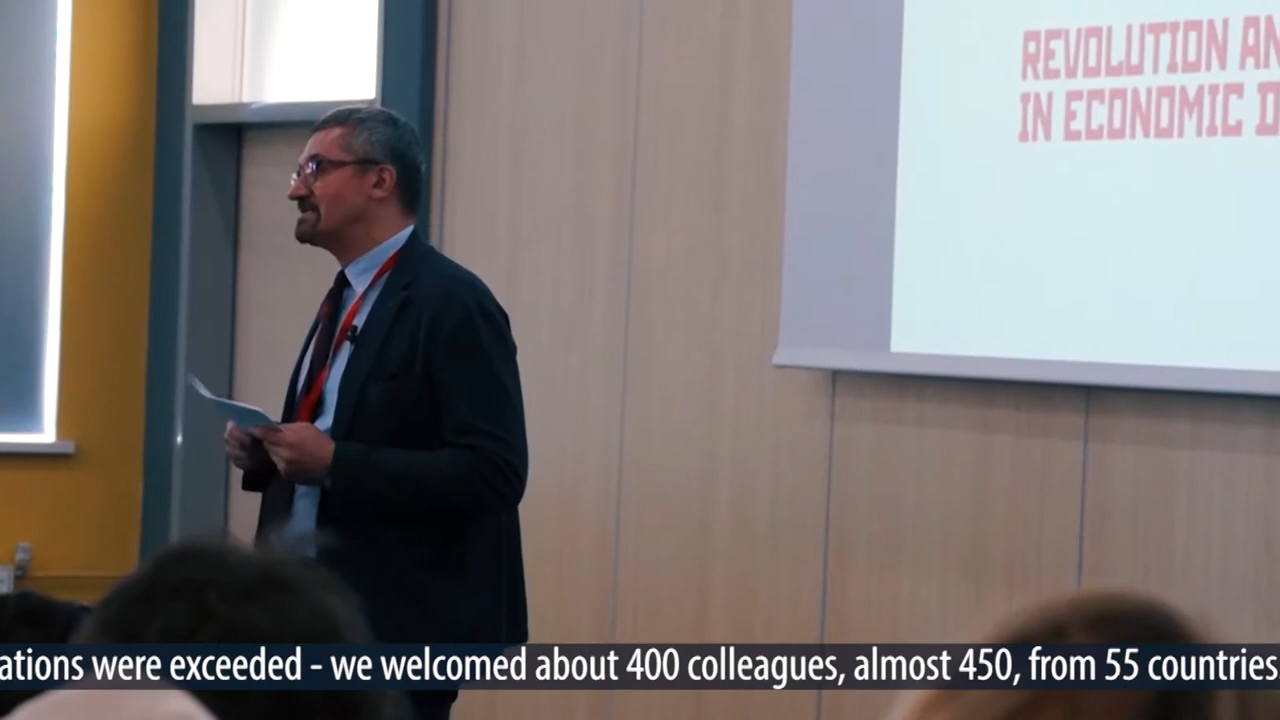 REVOLUTION AN
IN ECONOMIC D
ations were exceeded - we welcomed about 400 colleagues, almost 450, from 55 countries.